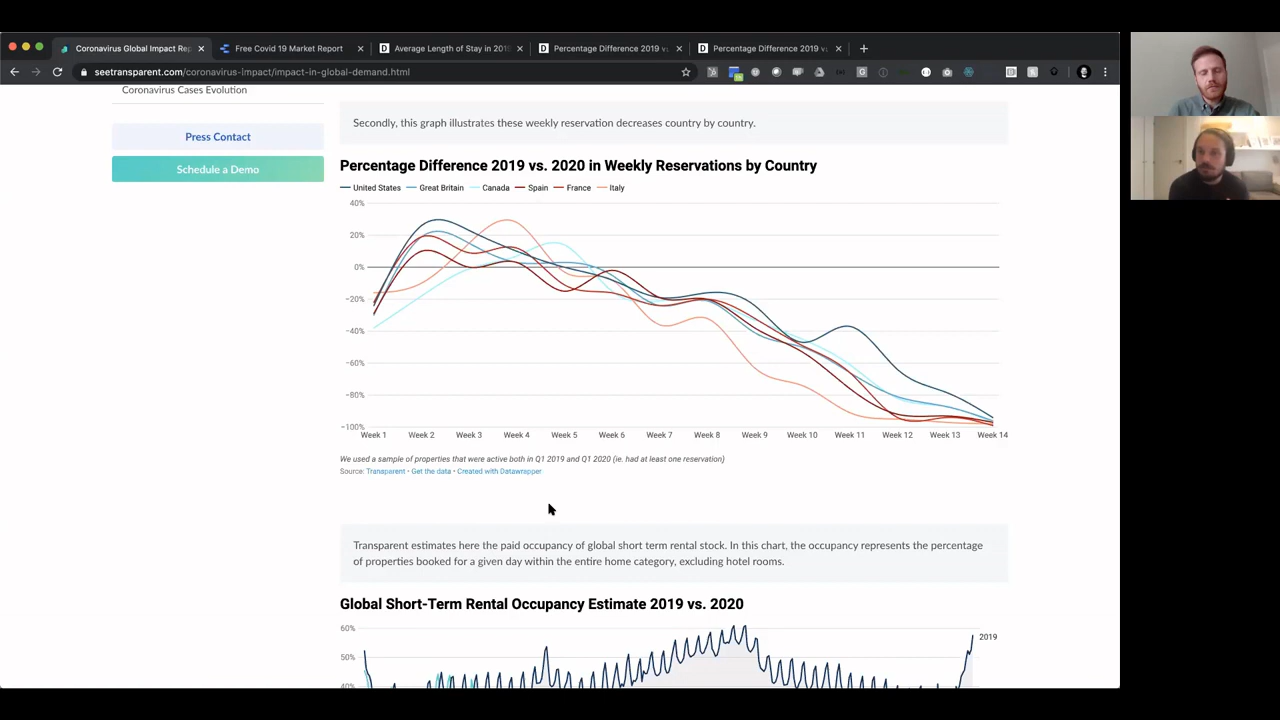 Coronavirus Global Impact Rep
Free Covid 19 Market Report
Average Length of Stay in 201
Percentage Difference 2019 v
Percentage Difference 2019 v
seetransparent.com/coronavirus-impact/impact-in-global-demand.html
Coronavirus Cases Evolution
Press Contact
Schedule a Demo
Secondly, this graph illustrates these weekly reservation decreases country by country.
Percentage Difference 2019 vs. 2020 in Weekly Reservations by Country
United States Great Britain Canada Spain France Italy
40%
20%
0%
−20%
−40%
−60%
−80%
−100%
Week 1 Week 2 Week 3 Week 4 Week 5 Week 6 Week 7 Week 8 Week 9 Week 10 Week 11 Week 12 Week 13 Week 14
We used a sample of properties that were active both in Q1 2019 and Q1 2020 (ie. had at least one reservation)
Source: Transparent • Get the data • Created with Datawrapper
Transparent estimates here the paid occupancy of global short term rental stock. In this chart, the occupancy represents the percentage
of properties booked for a given day within the entire home category, excluding hotel rooms.
Global Short-Term Rental Occupancy Estimate 2019 vs. 2020
60%
2019
50%
40%